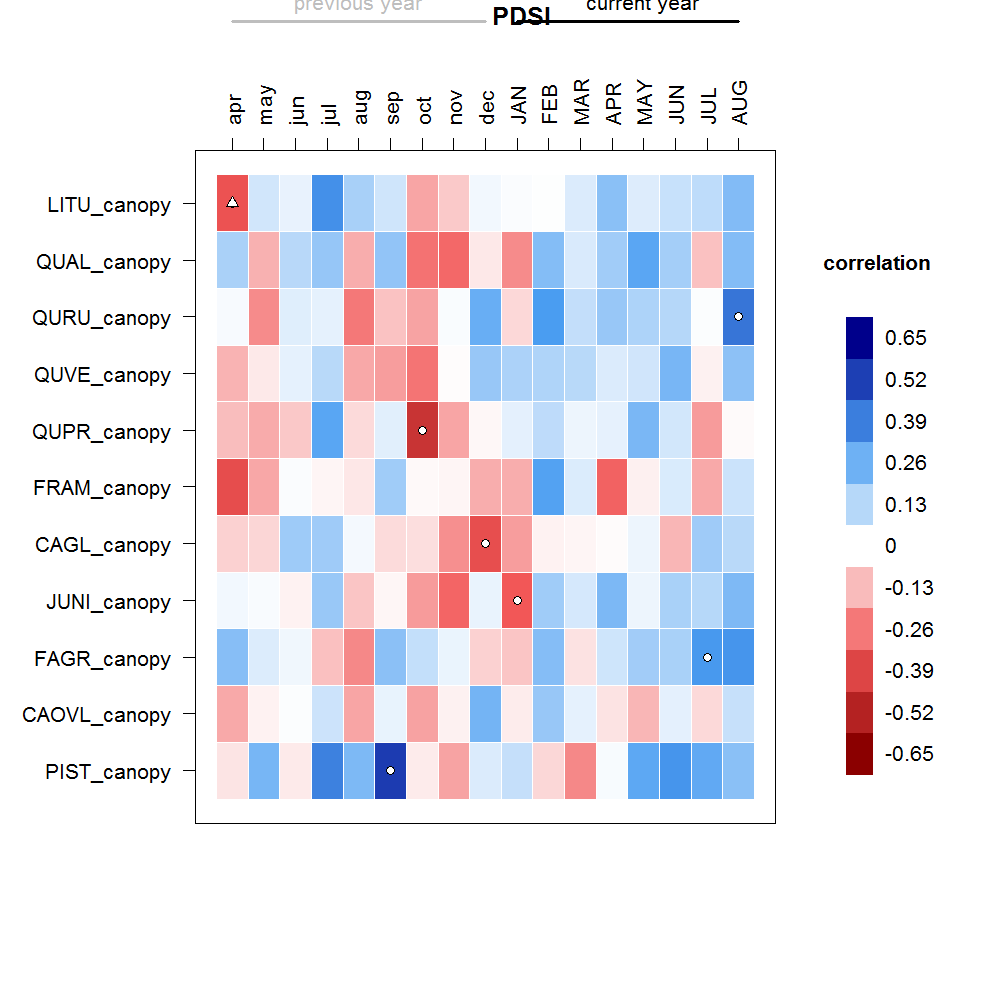 previous year
current year
PDSI
apr
may
jun
jul
aug
sep
oct
nov
dec
JAN
FEB
MAR
APR
MAY
JUN
JUL
AUG
LITU_canopy
QUAL_canopy
QURU_canopy
QUVE_canopy
QUPR_canopy
FRAM_canopy
CAGL_canopy
JUNI_canopy
FAGR_canopy
CAOVL_canopy
PIST_canopy
correlation
0.65
0.52
0.39
0.26
0.13
0
-0.13
-0.26
-0.39
-0.52
-0.65